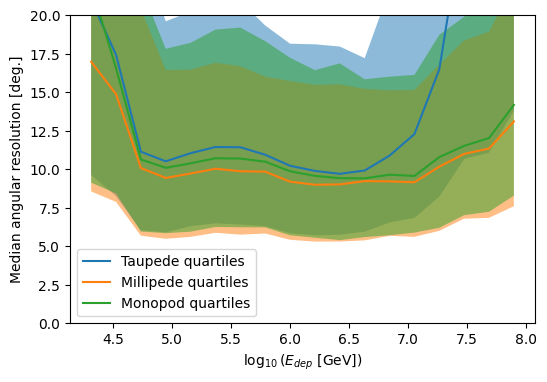 20.0
17.5
15.0
12.5
10.0
7.5
5.0
2.5
0.0
Median angular resolution [deg.]
Taupede quartiles
Millipede quartiles
Monopod quartiles
4.5 5.0 5.5 6.0 6.5 7.0 7.5 8.0
log₁₀(E_dep [GeV])